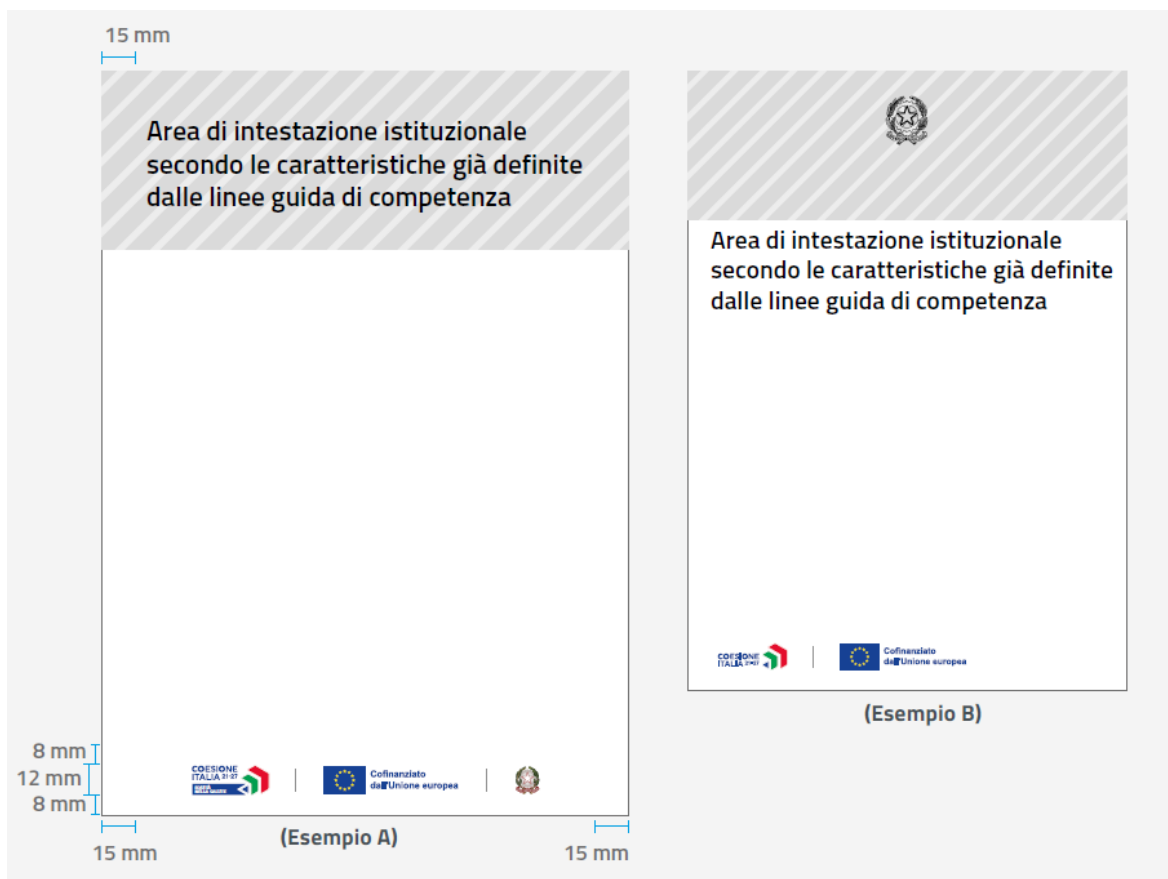 15 mm
Area di intestazione istituzionale
secondo le caratteristiche già definite
dalle linee guida di competenza
Area di intestazione istituzionale
secondo le caratteristiche già definite
dalle linee guida di competenza
COESIONE
ITALIA 21-27
Cofinanziato
dall'Unione europea
(Esempio B)
8 mm
12 mm
8 mm
COESIONE
ITALIA 21-27
Cofinanziato
dall'Unione europea
(Esempio A)
15 mm
15 mm